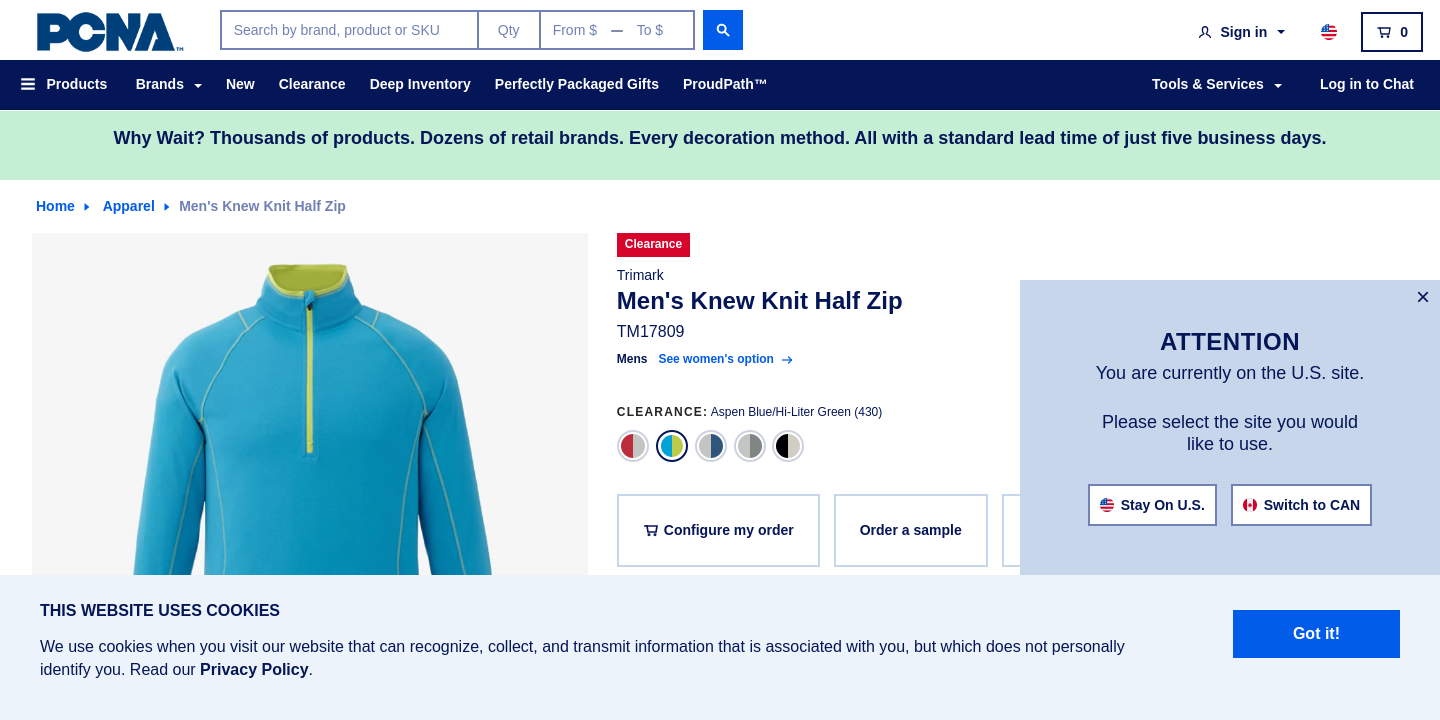 PCNA™
Search by brand, product or SKU
Qty
From $ — To $
Sign in
0
Products
Brands
New
Clearance
Deep Inventory
Perfectly Packaged Gifts
ProudPath™
Tools & Services
Log in to Chat
Why Wait? Thousands of products. Dozens of retail brands. Every decoration method. All with a standard lead time of just five business days.
Home
Apparel
Men's Knew Knit Half Zip
Clearance
Trimark
Men's Knew Knit Half Zip
TM17809
Mens See women's option
CLEARANCE: Aspen Blue/Hi-Liter Green (430)
Configure my order
Order a sample
×
ATTENTION
You are currently on the U.S. site.
Please select the site you would
like to use.
Stay On U.S.
Switch to CAN
THIS WEBSITE USES COOKIES
We use cookies when you visit our website that can recognize, collect, and transmit information that is associated with you, but which does not personally
identify you. Read our Privacy Policy.
Got it!